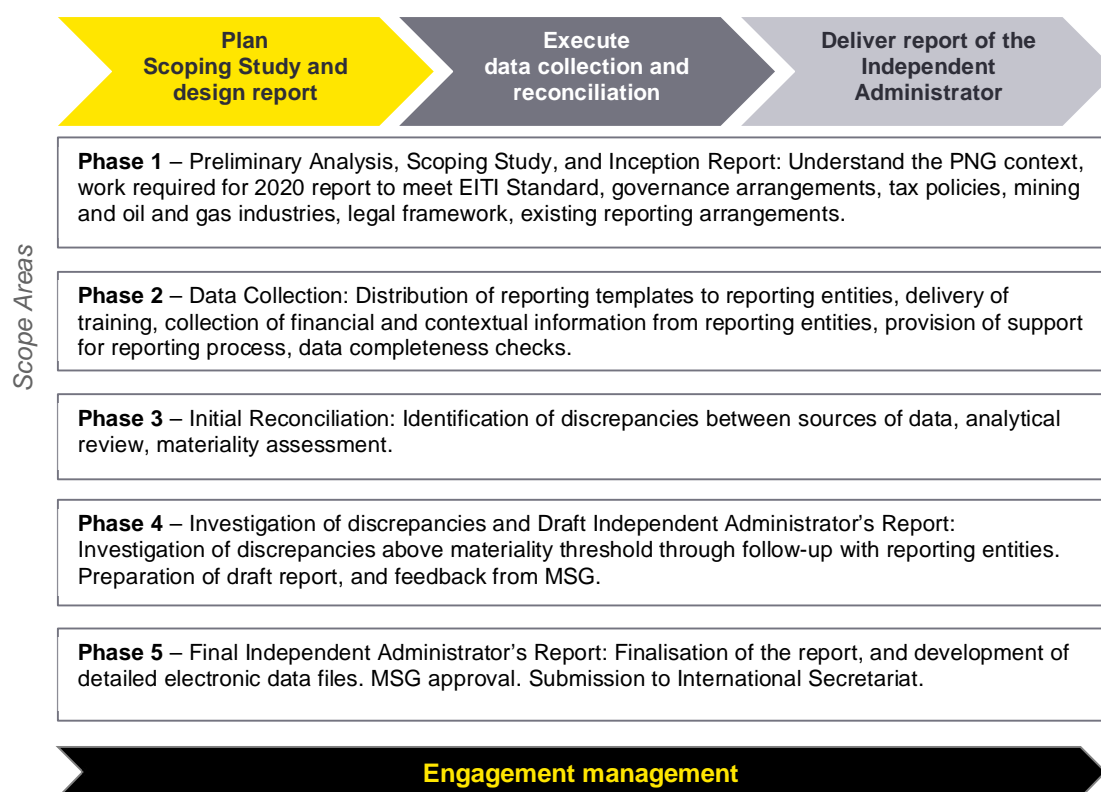 Plan
Scoping Study and
design report
Execute
data collection and
reconciliation
Deliver report of the
Independent
Administrator
Scope Areas
Phase 1 – Preliminary Analysis, Scoping Study, and Inception Report: Understand the PNG context,
work required for 2020 report to meet EITI Standard, governance arrangements, tax policies, mining
and oil and gas industries, legal framework, existing reporting arrangements.
Phase 2 – Data Collection: Distribution of reporting templates to reporting entities, delivery of
training, collection of financial and contextual information from reporting entities, provision of support
for reporting process, data completeness checks.
Phase 3 – Initial Reconciliation: Identification of discrepancies between sources of data, analytical
review, materiality assessment.
Phase 4 – Investigation of discrepancies and Draft Independent Administrator's Report:
Investigation of discrepancies above materiality threshold through follow-up with reporting entities.
Preparation of draft report, and feedback from MSG.
Phase 5 – Final Independent Administrator's Report: Finalisation of the report, and development of
detailed electronic data files. MSG approval. Submission to International Secretariat.
Engagement management